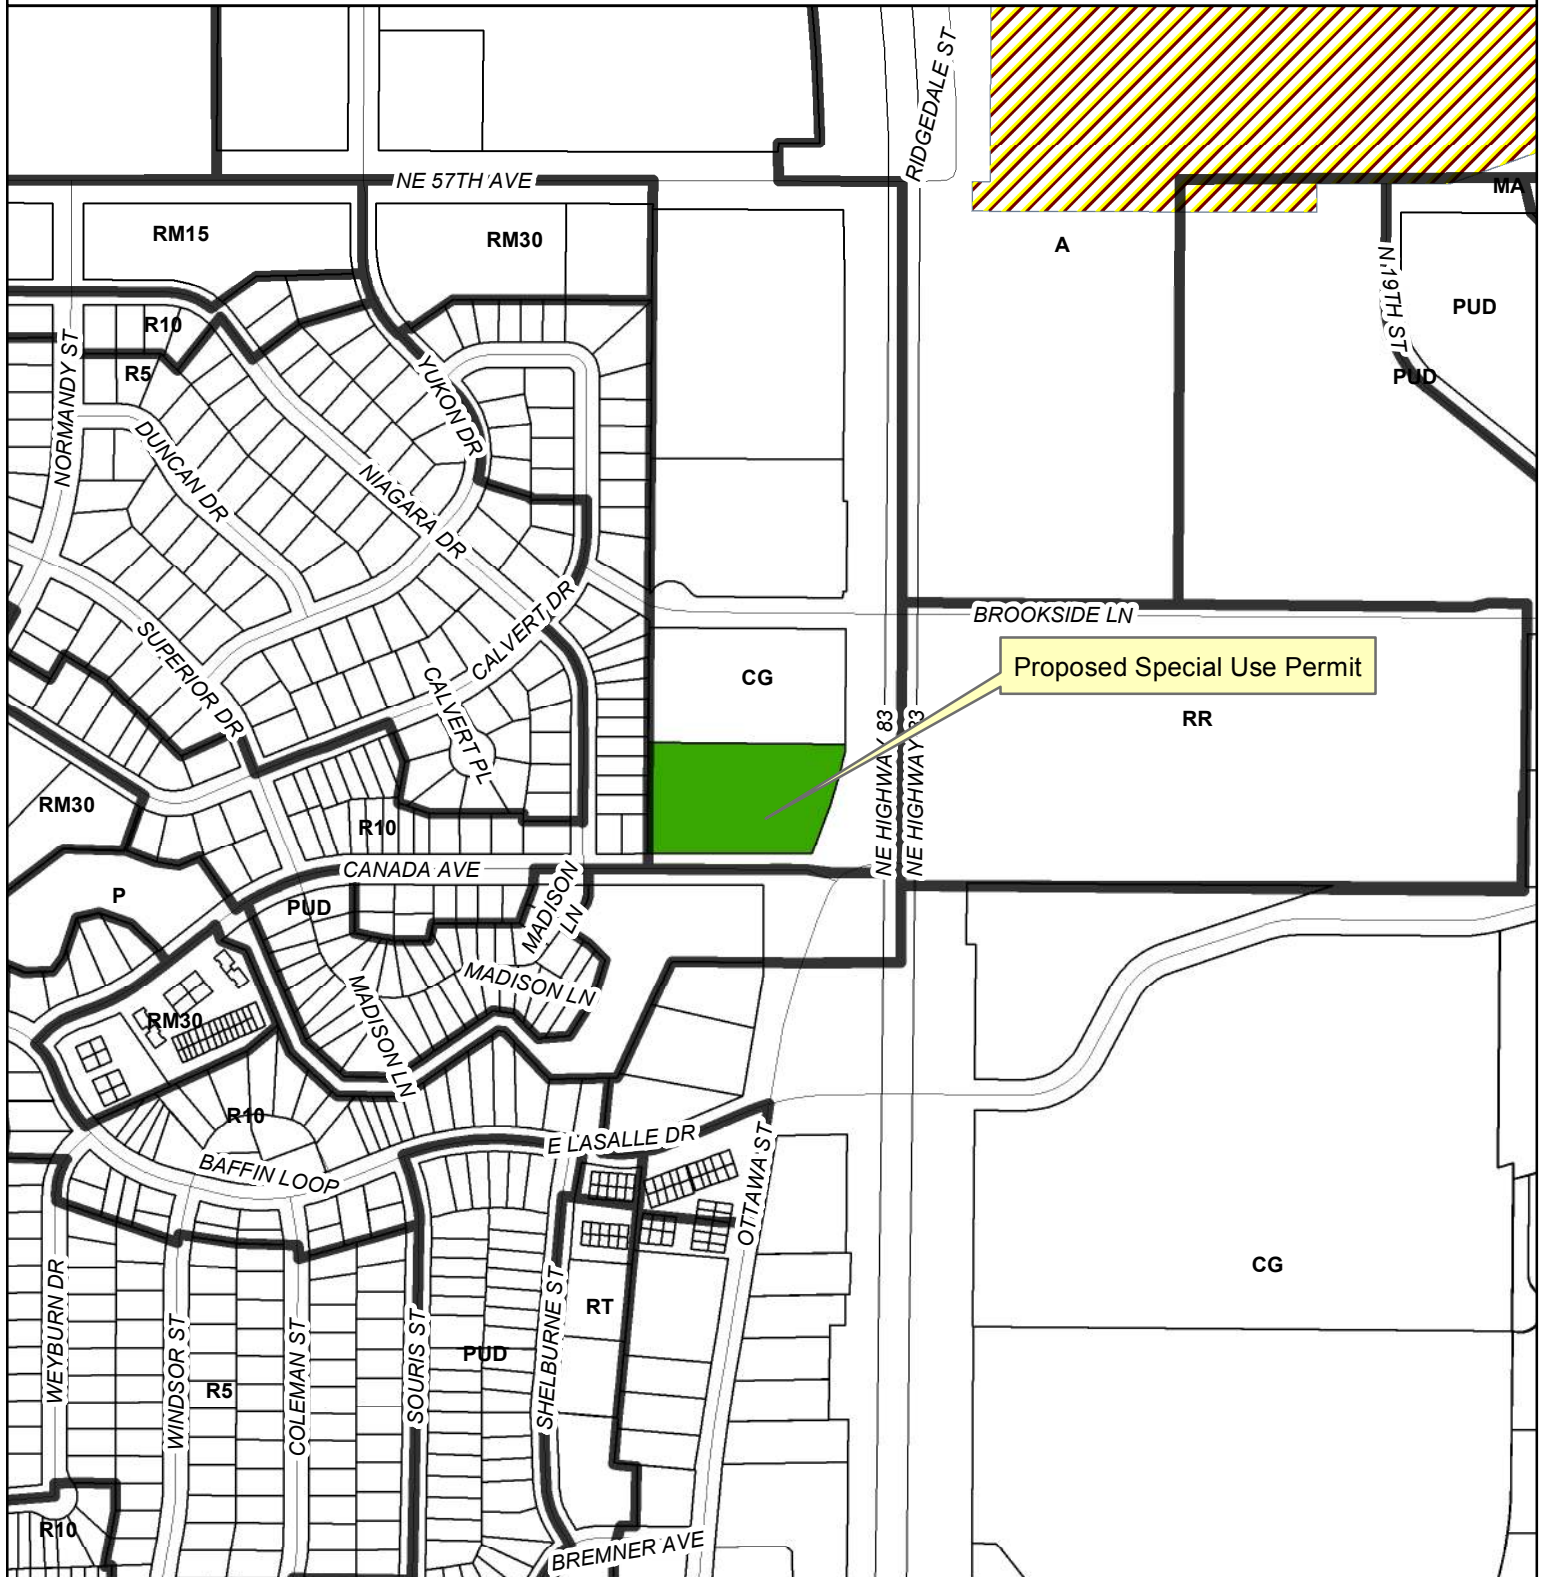 RIDGEDALE ST
NE 57TH AVE
MA
RM15
RM30
A
N 19TH ST
PUD
R10
NORMANDY ST
R5
YUKON DR
PUD
DUNCAN DR
NIAGARA DR
CALVERT DR
BROOKSIDE LN
SUPERIOR DR
CALVERT PL
CG
Proposed Special Use Permit
RR
NE HIGHWAY 83
NE HIGHWAY 83
RM30
R10
CANADA AVE
MADISON
LN
P
PUD
MADISON LN
MADISON LN
RM30
R10
E LASALLE DR
BAFFIN LOOP
OTTAWA ST
WEYBURN DR
WINDSOR ST
COLEMAN ST
SOURIS ST
SHELBURNE ST
RT
CG
PUD
R5
R10
BREMNER AVE